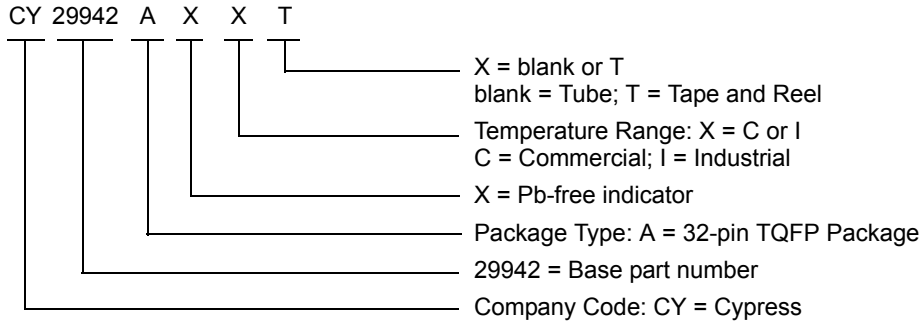 CY 29942 A X X T
X = blank or T
blank = Tube; T = Tape and Reel
Temperature Range: X = C or I
C = Commercial; I = Industrial
X = Pb-free indicator
Package Type: A = 32-pin TQFP Package
29942 = Base part number
Company Code: CY = Cypress